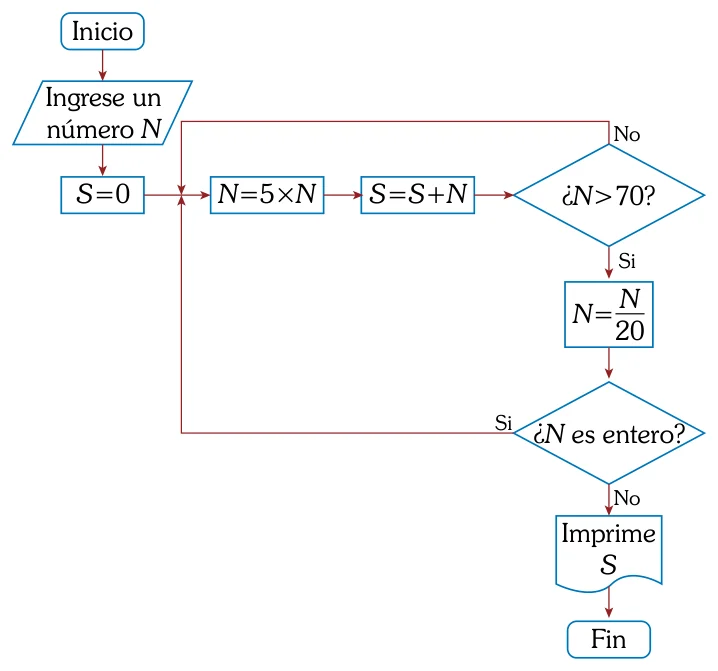 Inicio
Ingrese un
número N
S=0
N=5×N
S=S+N
¿N>70?
No
Si
N=N/20
¿N es entero?
Si
No
Imprime
S
Fin